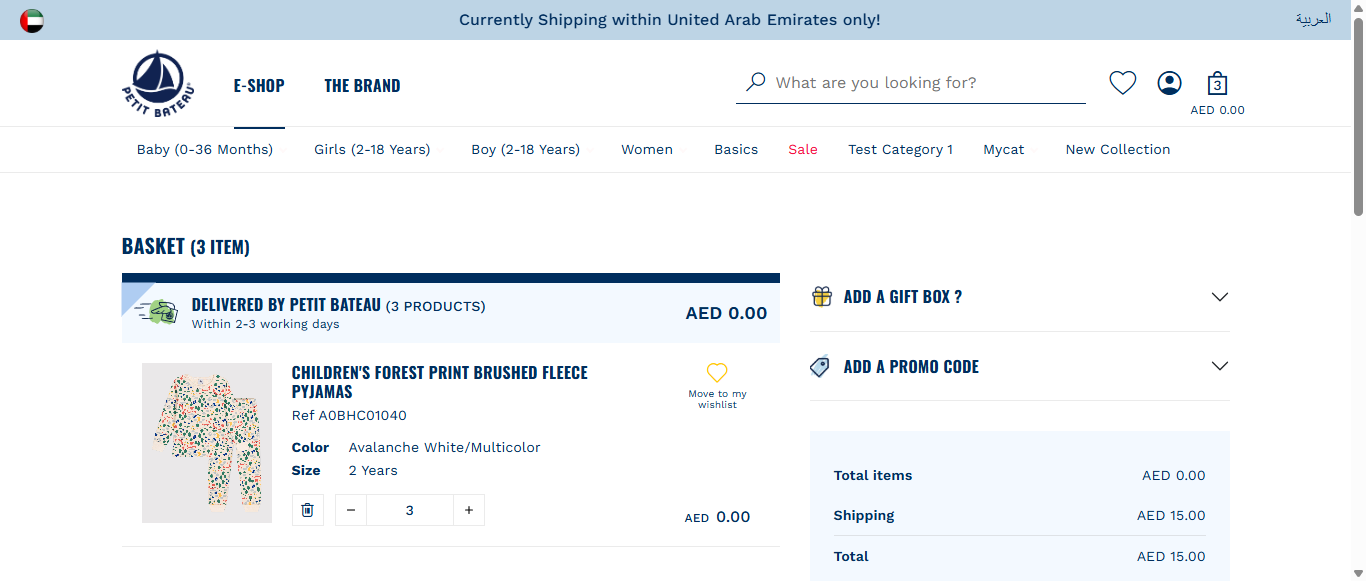 Currently Shipping within United Arab Emirates only!
العربية
PETIT BATEAU
E-SHOP
THE BRAND
What are you looking for?
3
AED 0.00
Baby (0-36 Months)
Girls (2-18 Years)
Boy (2-18 Years)
Women
Basics
Sale
Test Category 1
Mycat
New Collection
BASKET (3 ITEM)
DELIVERED BY PETIT BATEAU (3 PRODUCTS)
Within 2-3 working days
AED 0.00
CHILDREN'S FOREST PRINT BRUSHED FLEECE
PYJAMAS
Ref A0BHC01040
Color Avalanche White/Multicolor
Size 2 Years
Move to my
wishlist
− 3 +
AED 0.00
ADD A GIFT BOX ?
ADD A PROMO CODE
Total items AED 0.00
Shipping AED 15.00
Total AED 15.00